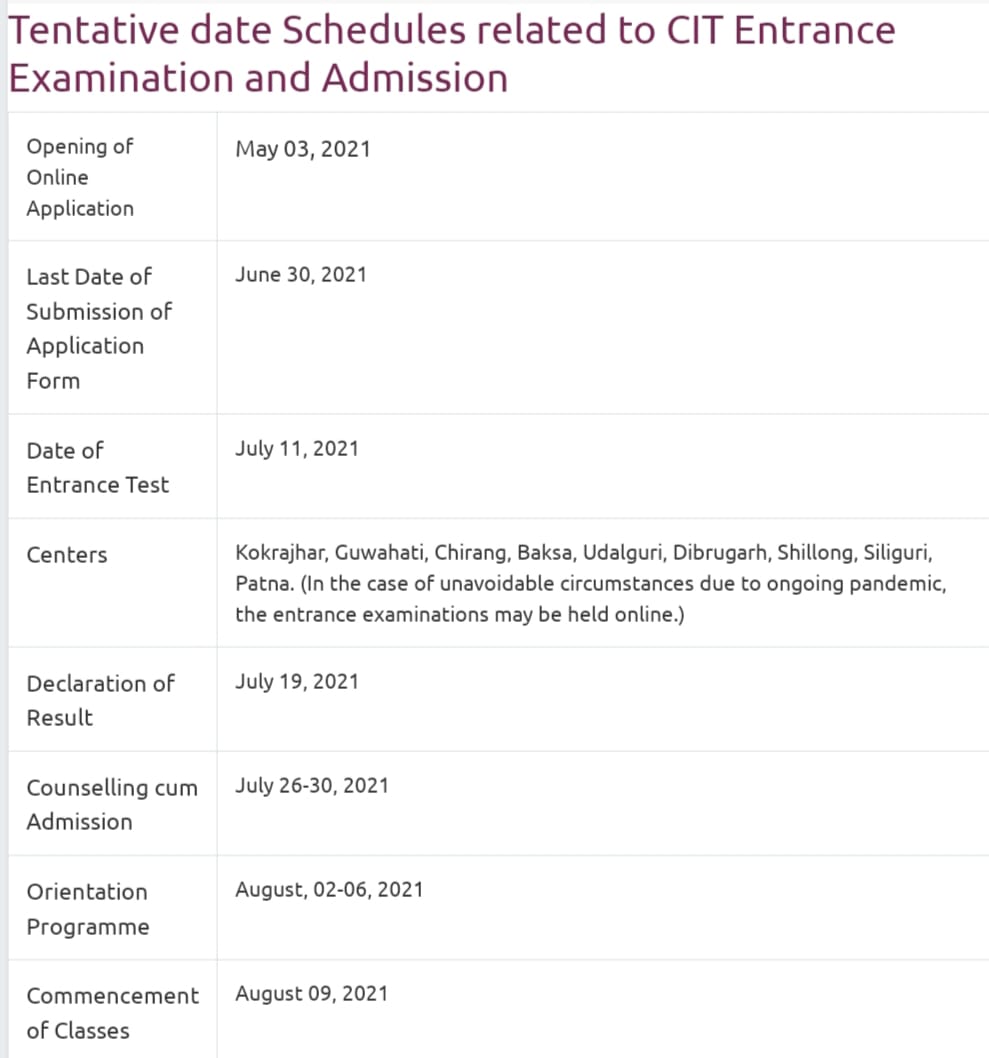 Tentative date Schedules related to CIT Entrance
Examination and Admission
Opening of
Online
Application
May 03, 2021
Last Date of
Submission of
Application
Form
June 30, 2021
Date of
Entrance Test
July 11, 2021
Centers
Kokrajhar, Guwahati, Chirang, Baksa, Udalguri, Dibrugarh, Shillong, Siliguri,
Patna. (In the case of unavoidable circumstances due to ongoing pandemic,
the entrance examinations may be held online.)
Declaration of
Result
July 19, 2021
Counselling cum
Admission
July 26-30, 2021
Orientation
Programme
August, 02-06, 2021
Commencement
of Classes
August 09, 2021